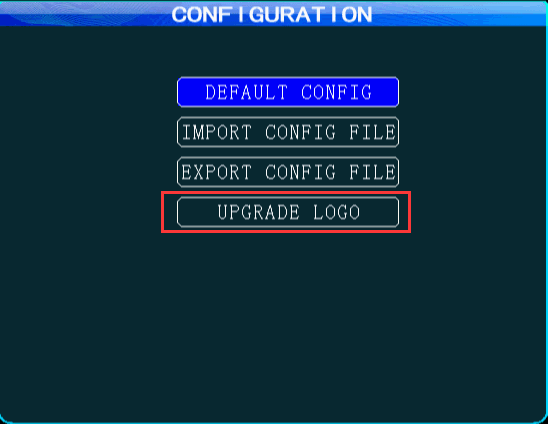 CONFIGURATION
DEFAULT CONFIG
IMPORT CONFIG FILE
EXPORT CONFIG FILE
UPGRADE LOGO